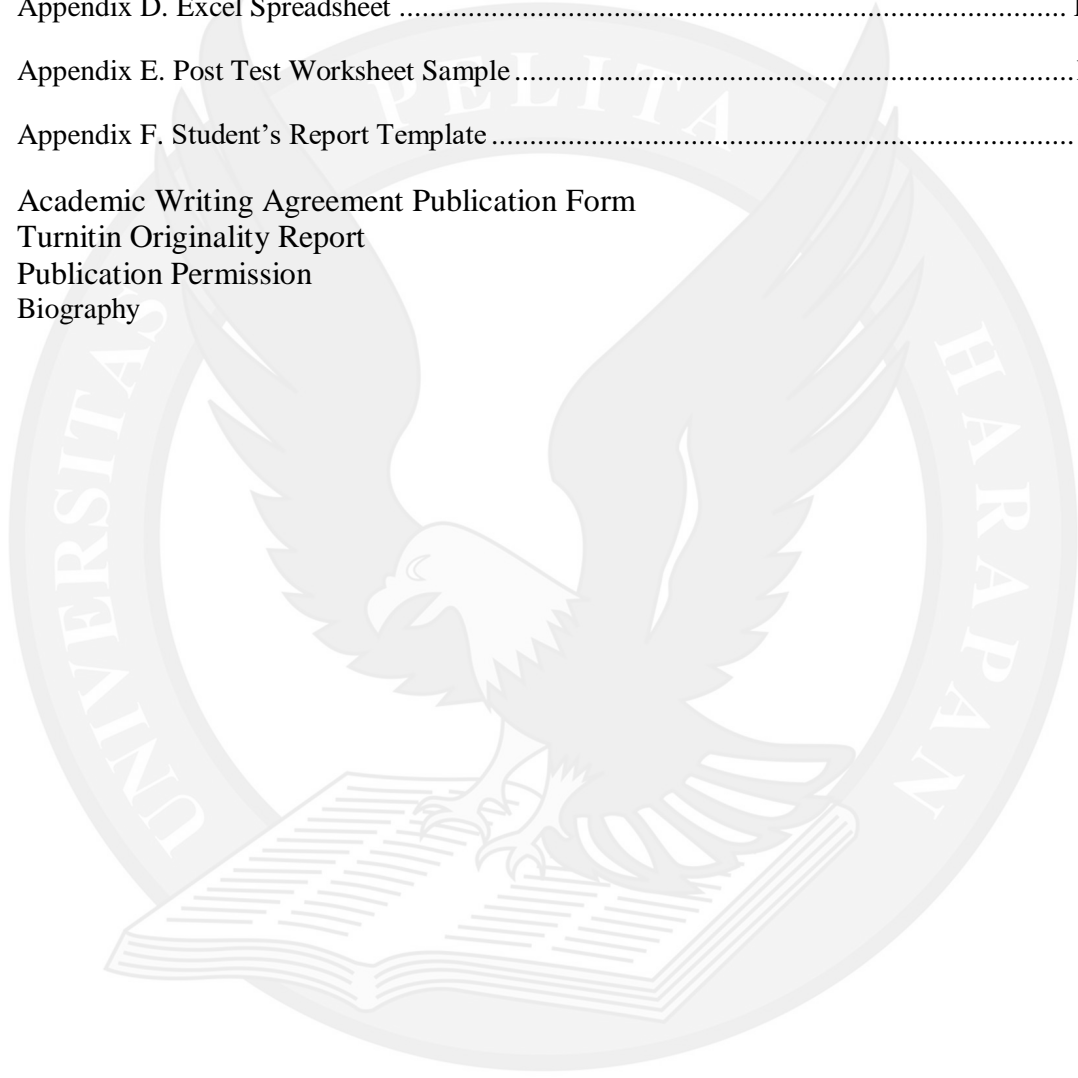 Appendix D. Excel Spreadsheet ..........................................................................................
Appendix E. Post Test Worksheet Sample ..........................................................................
Appendix F. Student's Report Template ..............................................................................
Academic Writing Agreement Publication Form
Turnitin Originality Report
Publication Permission
Biography
UNIVERSITAS PELITA HARAPAN